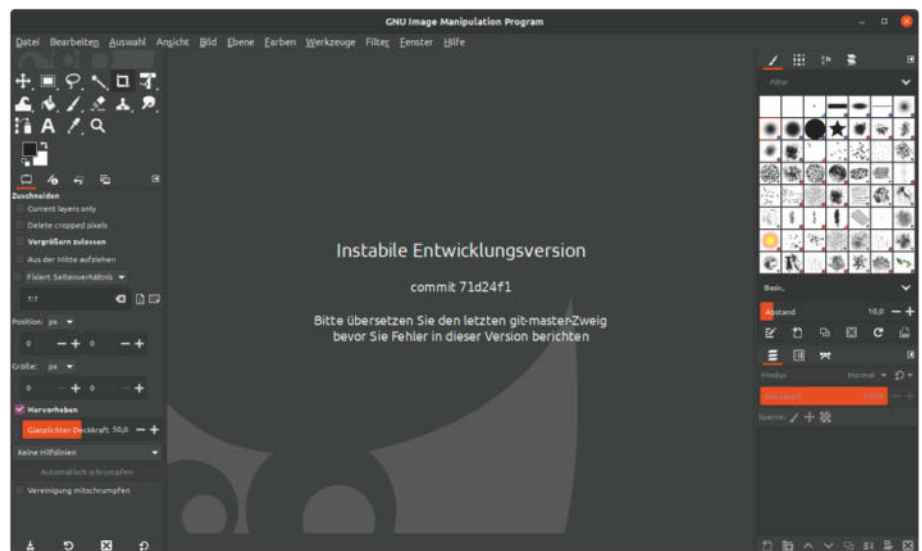 GNU Image Manipulation Program
Datei Bearbeiten Auswahl Ansicht Bild Ebene Farben Werkzeuge Filter Fenster Hilfe
Zuschneiden
Current layers only
Delete cropped pixels
Vergrößern zulassen
Aus der Mitte aufziehen
Fixiert Seitenverhältnis
1:1
Position: px
0 0
Größe: px
0 0
Hervorheben
Glanzlichter-Deckkraft 50,0
Keine Hilfslinien
Automatisch schrumpfen
Vereinigung mitschrumpfen
Instabile Entwicklungsversion
commit 71d24f1
Bitte übersetzen Sie den letzten git-master-Zweig
bevor Sie Fehler in dieser Version berichten
Filter
Basic,
Abstand 10,0
Modus Normal
Deckkraft 100,0
Sperre: